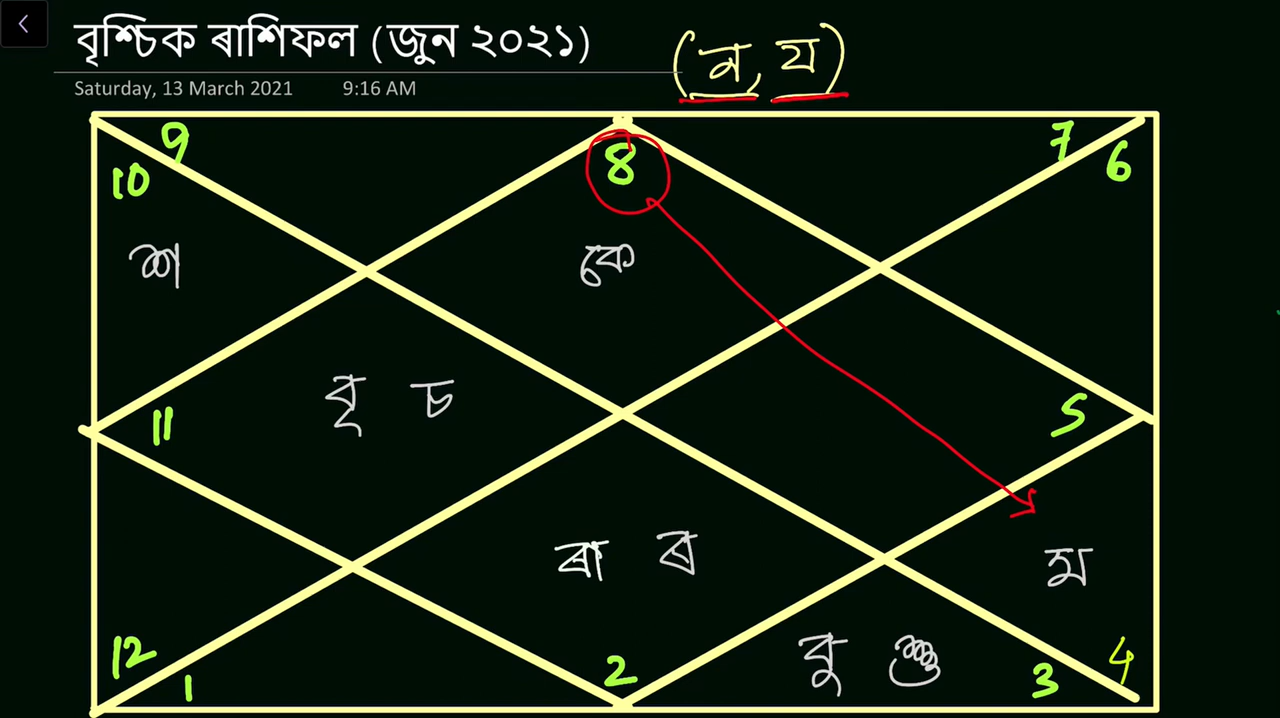 বৃশ্চিক ৰাশিফল (জুন ২০২১)
(ন, য)
Saturday, 13 March 2021 9:16 AM
9 8 7
10 6
শ কে
11 বৃ চ 5
ৰা ৰ ম
12 বু শু 4
1 2 3